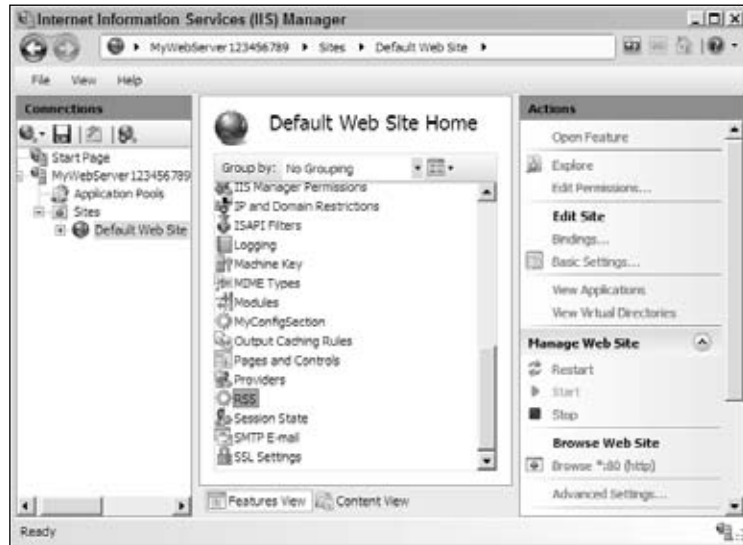 Internet Information Services (IIS) Manager
MyWebServer123456789 Sites Default Web Site
File View Help
Connections
Start Page
MyWebServer123456789
Application Pools
Sites
Default Web Site
Default Web Site Home
Group by: No Grouping
IIS Manager Permissions
IP and Domain Restrictions
ISAPI Filters
Logging
Machine Key
MIME Types
Modules
MyConfigSection
Output Caching Rules
Pages and Controls
Providers
RSS
Session State
SMTP E-mail
SSL Settings
Features View Content View
Actions
Open Feature
Explore
Edit Permissions...
Edit Site
Bindings...
Basic Settings...
View Applications
View Virtual Directories
Manage Web Site
Restart
Start
Stop
Browse Web Site
Browse *:80 (http)
Advanced Settings...
Ready